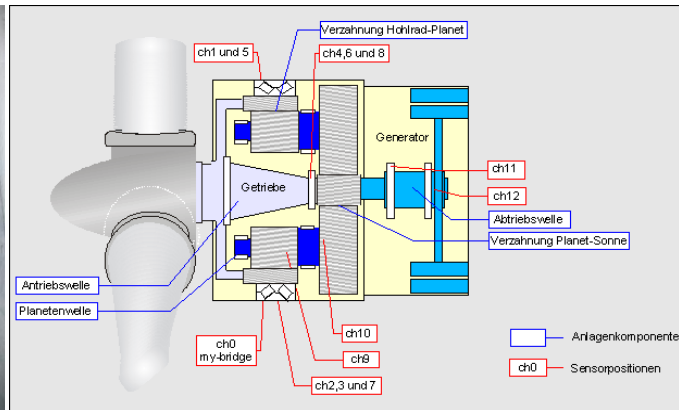 Verzahnung Hohlrad-Planet
ch1 und 5
ch4,6 und 8
Generator
ch11
ch12
Getriebe
Abtriebswelle
Verzahnung Planet-Sonne
Antriebswelle
Planetenwelle
ch0
my-bridge
ch10
ch9
ch2,3 und 7
Anlagenkomponente
ch0
Sensorpositionen